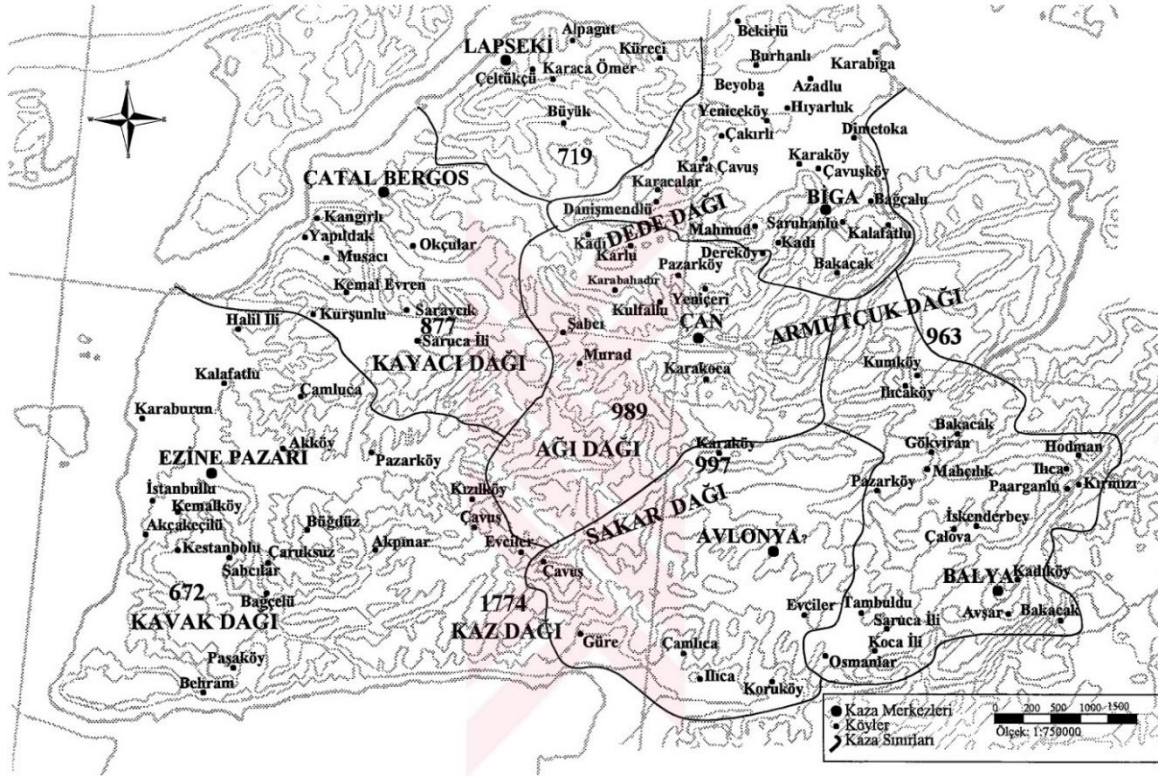 Bekirlü
Alpagut
LAPSEKİ
Küreci
Burhanlı
Karabiga
Çeltükçü
Karaca Ömer
Beyoba
Azadlu
Yeniceköy
Hıyarluk
Büyük
Çakırlı
Dimetoka
719
Kara Çavuş
Karaköy
Çavuşköy
ÇATAL BERGOS
Karacalar
BİGA
Bağçalu
Danişmendlü
DEDE DAĞI
Kangırlı
Mahmud
Saruhanlu
Kalafatlu
Yapıldak
Okçular
Kadı
Karlu
Kadı
Dereköy
Musacı
Pazarköy
Bakacak
Karabahadır
Kemal Evren
Yeniçeri
Kulfallu
ARMUTÇUK DAĞI
Halil İli
Kurşunlu
Saraycık
877
Sabcı
ÇAN
963
Saruca İli
KAYACI DAĞI
Murad
Kumköy
Kalafatlu
Karakoca
Ilıcaköy
Çamluca
Karaburun
989
Bakacak
Akköy
AĞI DAĞI
Karaköy
Gökviran
Hodman
EZİNE PAZARI
Pazarköy
997
Mahçılık
Ilıca
İstanbullu
Kızılköy
Pazarköy
Paarganlu
Kırmızı
Kemalköy
SAKAR DAĞI
Akçakeçilü
Böğdüz
Çavuş
İskenderbey
Kestanbolu
Çaruksuz
Akpınar
Evciler
AVLONYA?
Çalova
Sabcılar
Çavuş
BALYA
Kadıköy
672
Bağçelü
1774
Evciler
Tambuldu
Avşar
Bakacak
KAVAK DAĞI
KAZ DAĞI
Saruca İli
Güre
Çamlıca
Koca İli
Paşaköy
Osmanlar
Behram
Ilıca
Koruköy
Kaza Merkezleri
Köyler
Kaza Sınırları
0 200 500 1000 1500
Ölçek: 1:750000